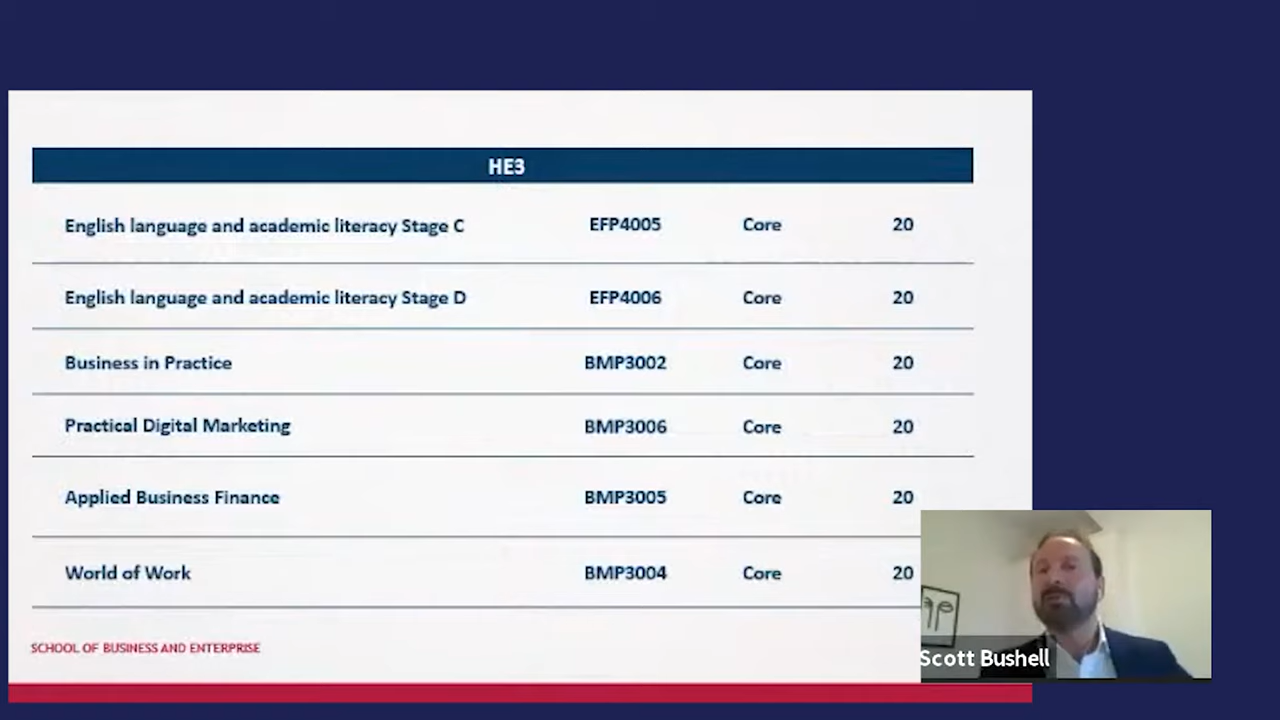 HE3
English language and academic literacy Stage C EFP4005 Core 20
English language and academic literacy Stage D EFP4006 Core 20
Business in Practice BMP3002 Core 20
Practical Digital Marketing BMP3006 Core 20
Applied Business Finance BMP3005 Core 20
World of Work BMP3004 Core 20
SCHOOL OF BUSINESS AND ENTERPRISE
Scott Bushell